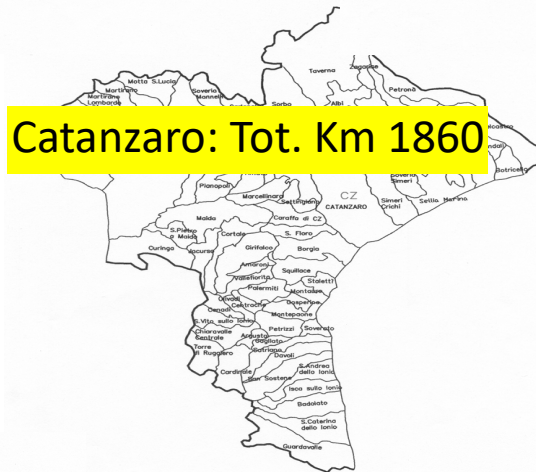 Taverna
Zagarise
Petronà
Motta S.Lucia
Martirano
Martirano
Lombardo
Soveria
Mannelli
Sorbo
Albi
Catanzaro: Tot. Km 1860
Botricello
Soveria
Simeri
Pianopoli
Marcellinara
Settingiano
CZ
CATANZARO
Simeri
Crichi
Sellia Marina
Maida
Caraffa di CZ
S.Pietro
a Maida
Cortale
S. Floro
Curinga
Jacurso
Girifalco
Borgia
Amaroni
Squillace
Vallefiorita
Stalettì
Palermiti
Montauro
Olivadi
Centrache
Gasperina
Cenadi
Montepaone
S.Vito sullo Ionio
Petrizzi
Soverato
Chiaravalle
Centrale
Argusto
Gagliato
Torre
di Ruggiero
Satriano
Davoli
Cardinale
S.Andrea
dello Ionio
San Sostene
Isca sullo Ionio
Badolato
S.Caterina
dello Ionio
Guardavalle